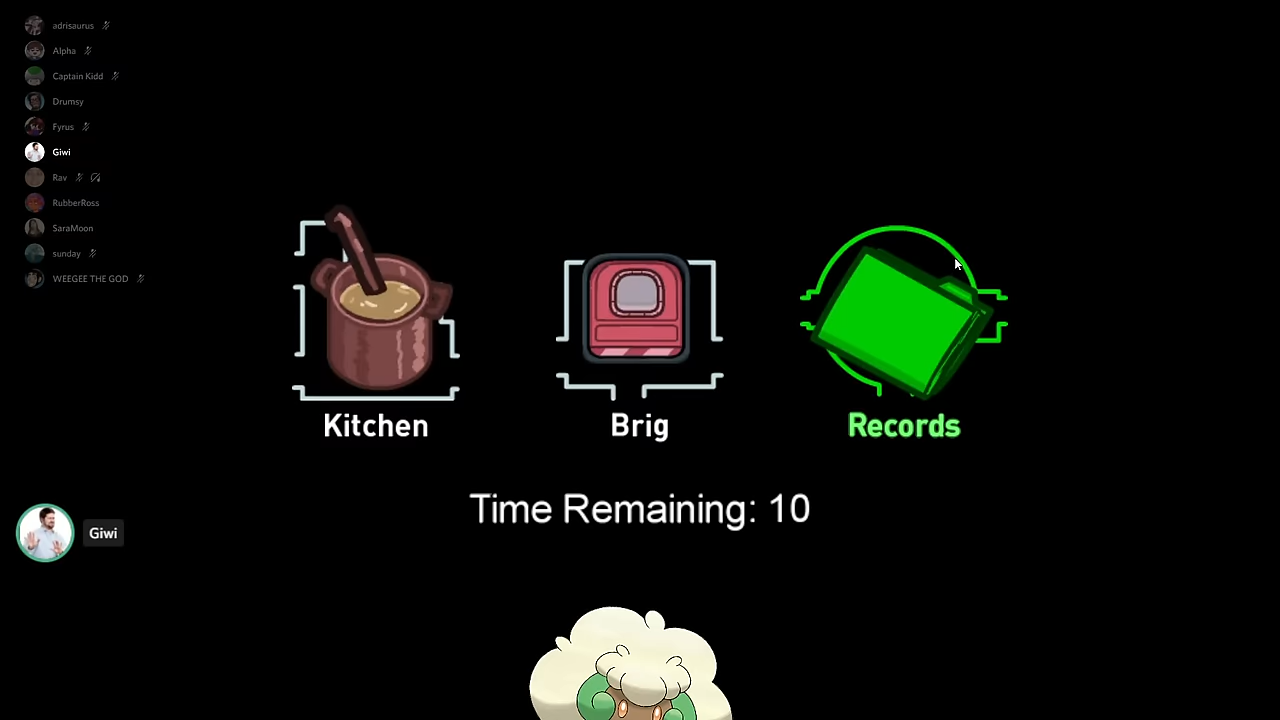 adrisaurus
Alpha
Captain Kidd
Drumsy
Fyrus
Giwi
Rav
RubberRoss
SaraMoon
sunday
WEEGEE THE GOD
Kitchen
Brig
Records
Time Remaining: 10
Giwi